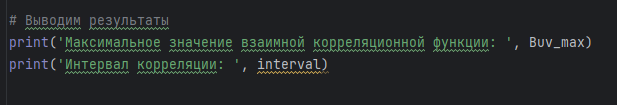 # Выводим результаты
print('Максимальное значение взаимной корреляционной функции: ', Buv_max)
print('Интервал корреляции: ', interval)